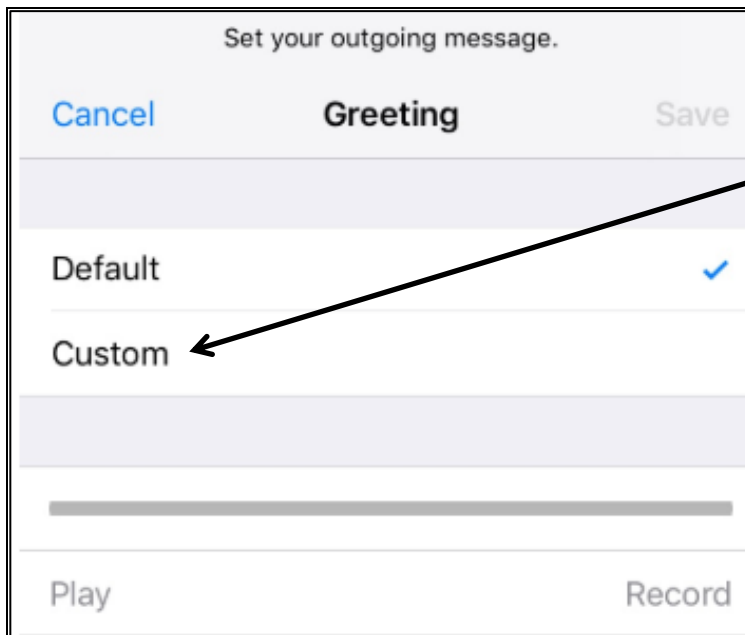 Set your outgoing message.
Cancel Greeting Save
Default
Custom
Play Record